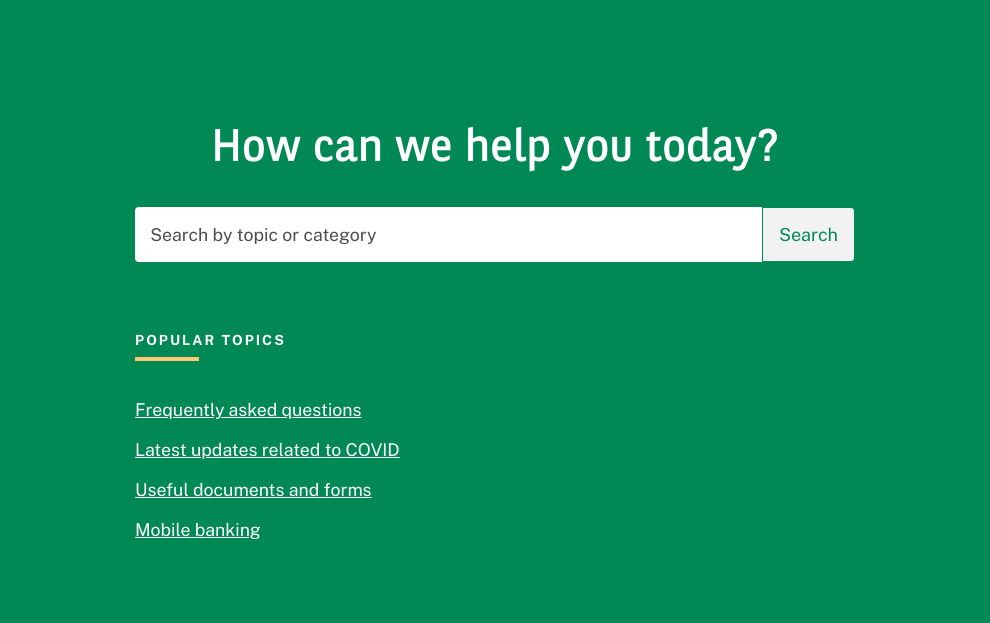 How can we help you today?
Search by topic or category
Search
POPULAR TOPICS
Frequently asked questions
Latest updates related to COVID
Useful documents and forms
Mobile banking